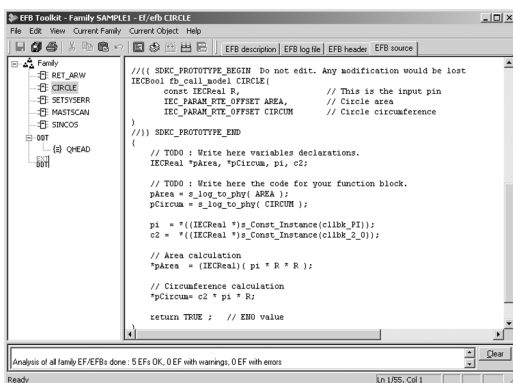 EFB Toolkit - Family SAMPLE1 - Ef/efb CIRCLE
File Edit View Current Family Current Object Help
EFB description EFB log file EFB header EFB source
Family
RET_ARW
CIRCLE
SETSYSERR
MASTSCAN
SINCOS
DDT
QHEAD
EXT
DDT
//{{ SDKC_PROTOTYPE_BEGIN Do not edit. Any modification would be lost
IECBool fb_call_model CIRCLE(
const IECReal R, // This is the input pin
IEC_PARAM_RTE_OFFSET AREA, // Circle area
IEC_PARAM_RTE_OFFSET CIRCUM // Circle circumference
)
//}} SDKC_PROTOTYPE_END
{
// TODO : Write here variables declarations.
IECReal *pArea, *pCircum, pi, c2;
// TODO : Write here the code for your function block.
pArea = s_log_to_phy( AREA );
pCircum = s_log_to_phy( CIRCUM );
pi = *((IECReal *)s_Const_Instance(cllbk_PI));
c2 = *((IECReal *)s_Const_Instance(cllbk_2_0));
// Area calculation
*pArea = (IECReal)( pi * R * R );
// Circumference calculation
*pCircum= c2 * pi * R;
return TRUE ; // ENO value
}
Analysis of all family EF/EFBs done : 5 EFs OK, 0 EF with warnings, 0 EF with errors
Clear
Ready
Ln 1/55, Col 1